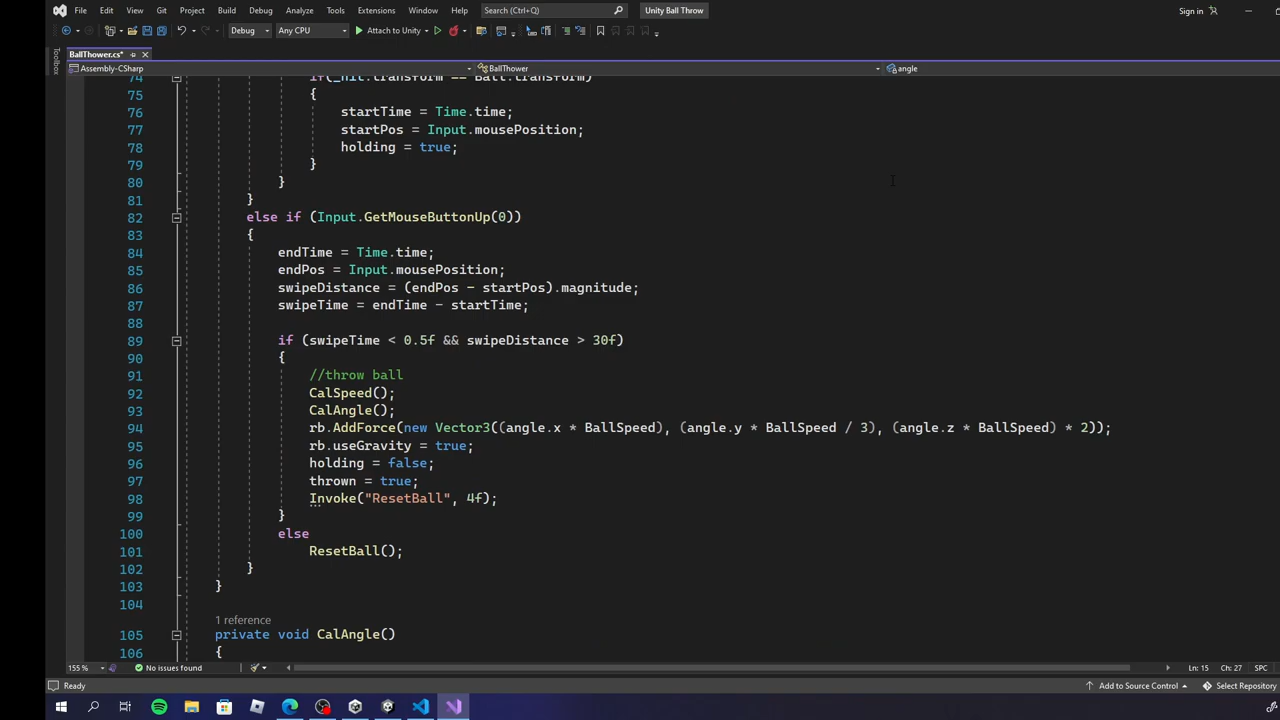 File Edit View Git Project Build Debug Analyze Tools Extensions Window Help Search (Ctrl+Q) Unity Ball Throw Sign in
Debug Any CPU Attach to Unity
Toolbox
BallThower.cs*
Assembly-CSharp BallThower angle
74 if(_hit.transform == Ball.transform)
75 {
76 startTime = Time.time;
77 startPos = Input.mousePosition;
78 holding = true;
79 }
80 }
81 }
82 else if (Input.GetMouseButtonUp(0))
83 {
84 endTime = Time.time;
85 endPos = Input.mousePosition;
86 swipeDistance = (endPos - startPos).magnitude;
87 swipeTime = endTime - startTime;
88
89 if (swipeTime < 0.5f && swipeDistance > 30f)
90 {
91 //throw ball
92 CalSpeed();
93 CalAngle();
94 rb.AddForce(new Vector3((angle.x * BallSpeed), (angle.y * BallSpeed / 3), (angle.z * BallSpeed) * 2));
95 rb.useGravity = true;
96 holding = false;
97 thrown = true;
98 Invoke("ResetBall", 4f);
99 }
100 else
101 ResetBall();
102 }
103 }
104
1 reference
105 private void CalAngle()
106 {
155 % No issues found Ln: 15 Ch: 27 SPC
Ready Add to Source Control Select Repository